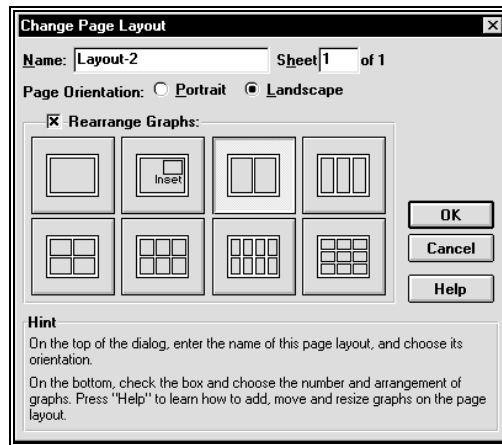 Change Page Layout
Name: Layout-2 Sheet 1 of 1
Page Orientation: Portrait Landscape
Rearrange Graphs:
Inset
OK
Cancel
Help
Hint
On the top of the dialog, enter the name of this page layout, and choose its
orientation.
On the bottom, check the box and choose the number and arrangement of
graphs. Press "Help" to learn how to add, move and resize graphs on the page
layout.